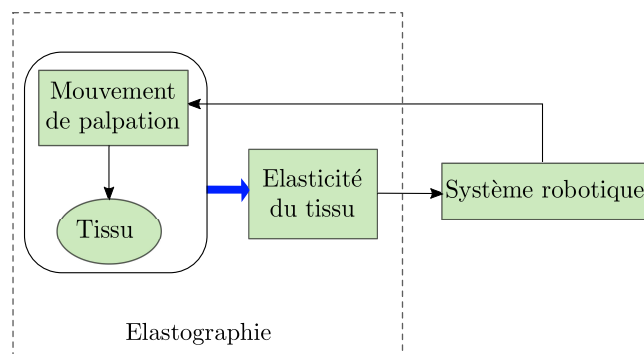 Mouvement
de palpation
Tissu
Elasticité
du tissu
Système robotique
Elastographie